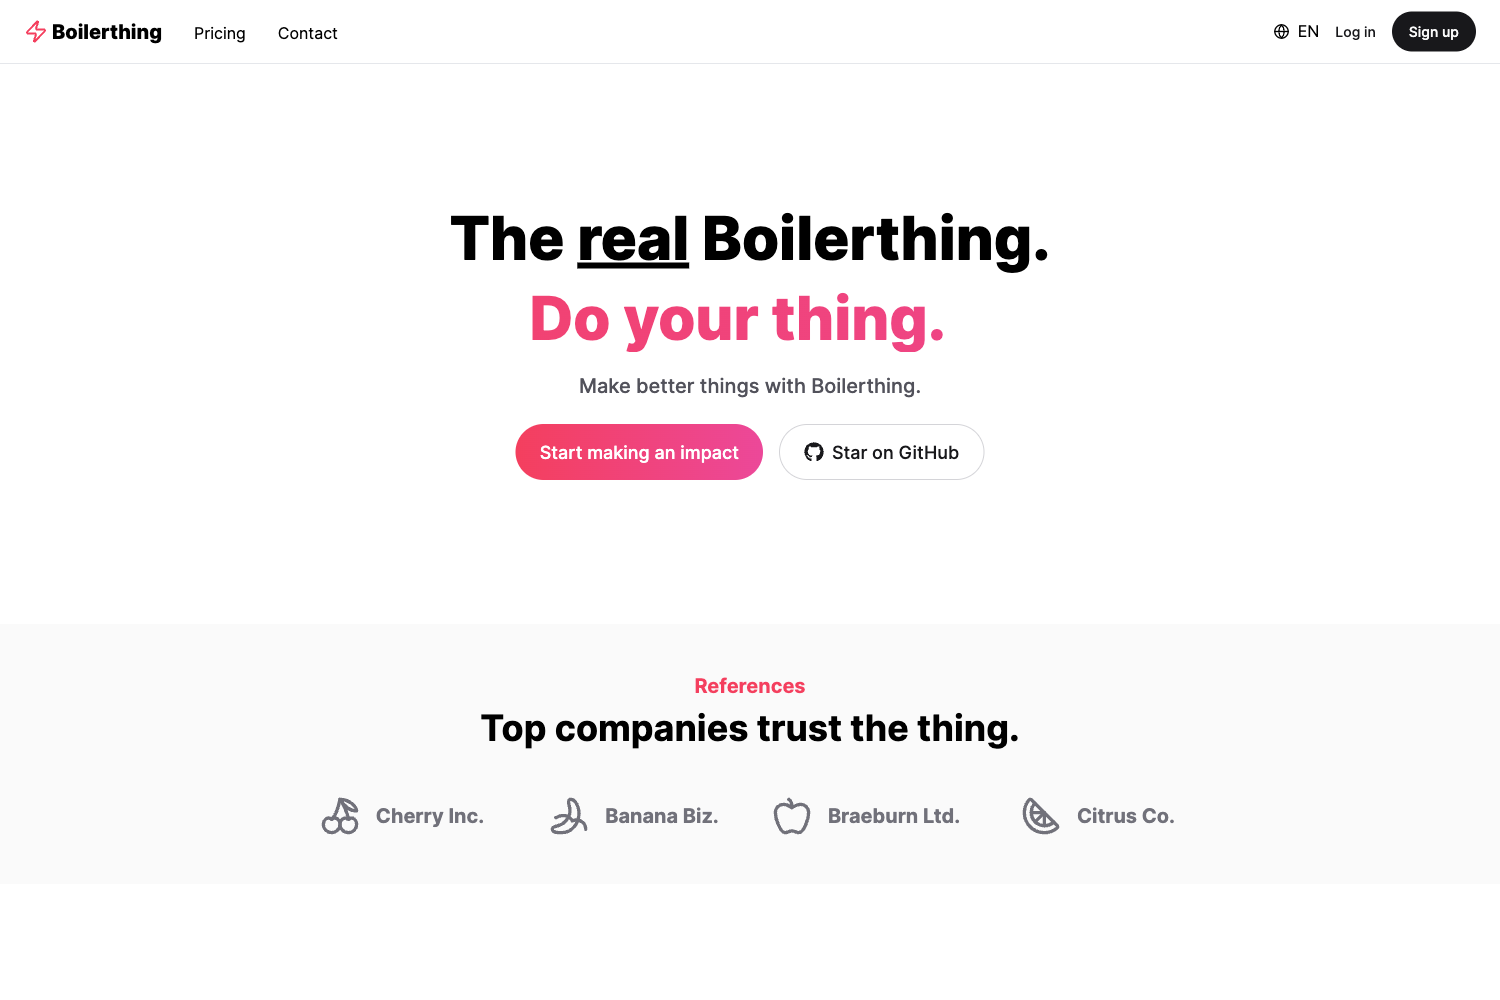 Boilerthing Pricing Contact EN Log in Sign up
The real Boilerthing.
Do your thing.
Make better things with Boilerthing.
Start making an impact Star on GitHub
References
Top companies trust the thing.
Cherry Inc. Banana Biz. Braeburn Ltd. Citrus Co.